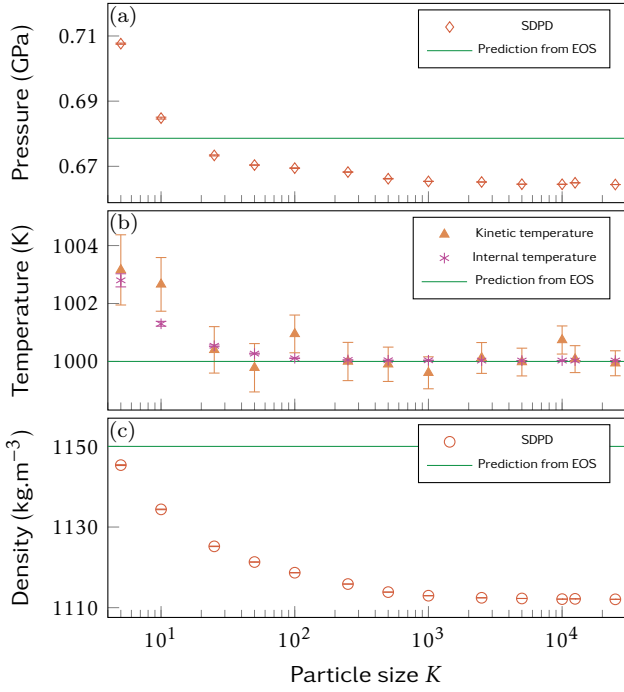 (a)
0.71
0.69
0.67
Pressure (GPa)
SDPD
Prediction from EOS
(b)
1004
1002
1000
Temperature (K)
Kinetic temperature
Internal temperature
Prediction from EOS
(c)
1150
1130
1110
Density (kg.m⁻³)
SDPD
Prediction from EOS
10¹ 10² 10³ 10⁴
Particle size K